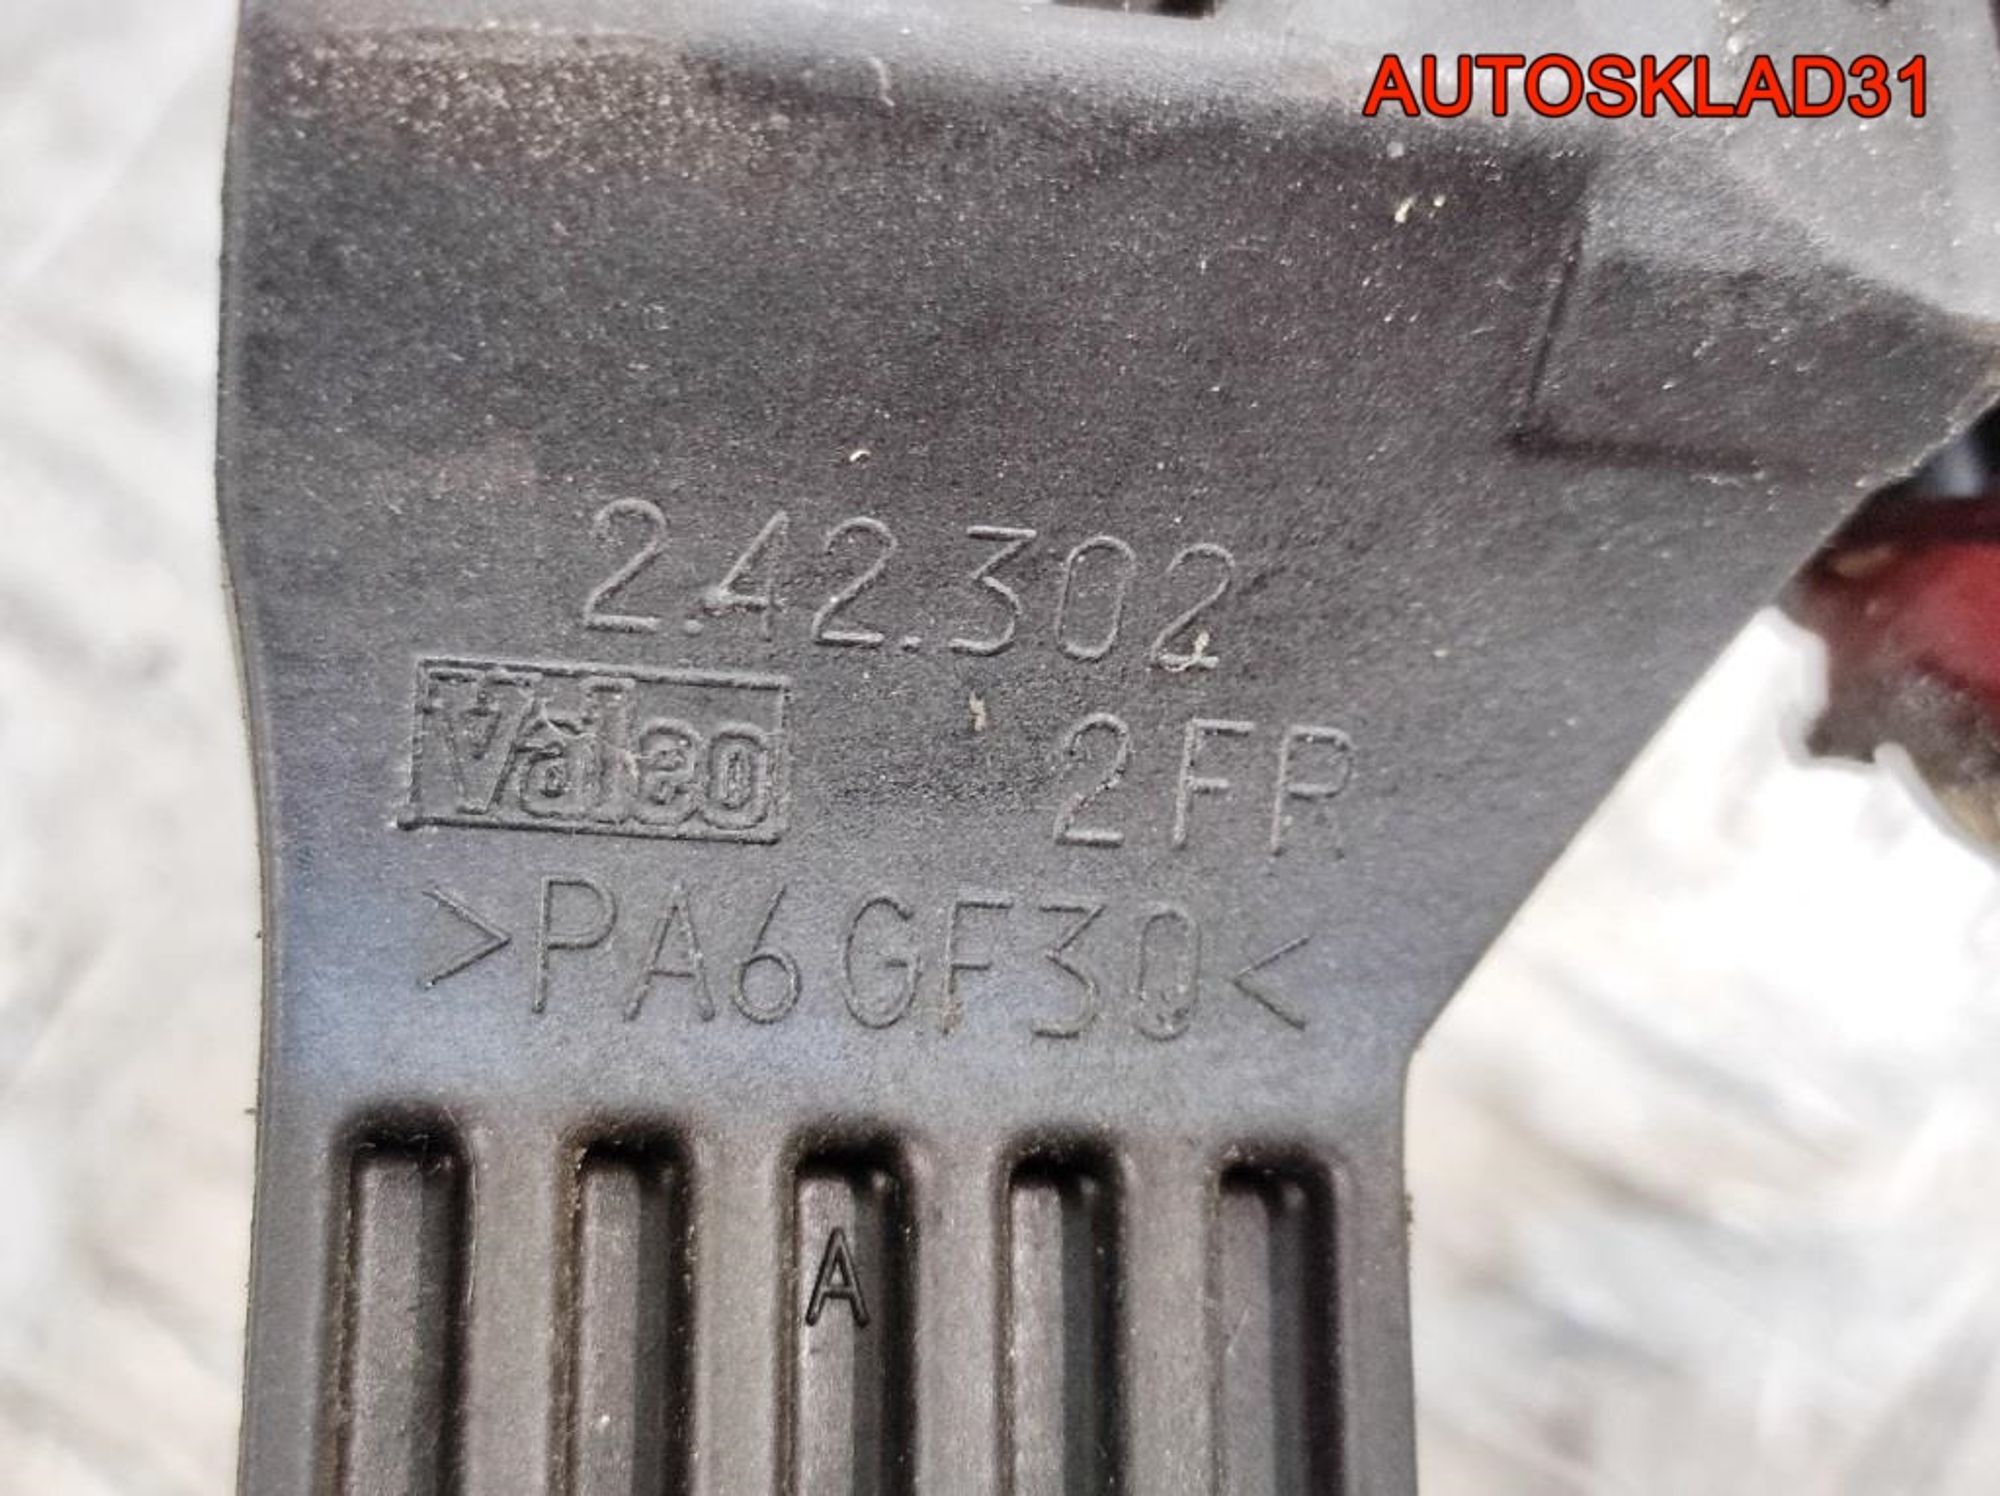 AUTOSKLAD31
2.42.302
Valeo 2FR
>PA6GF30<
A